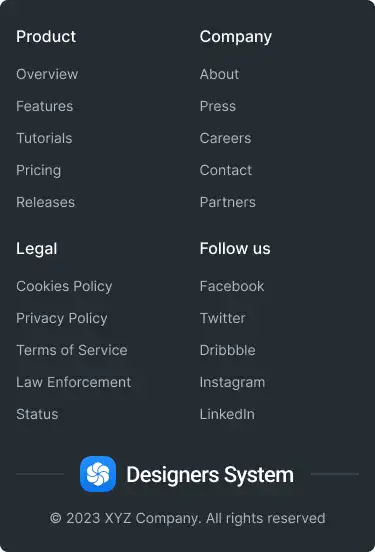 Product
Overview
Features
Tutorials
Pricing
Releases
Company
About
Press
Careers
Contact
Partners
Legal
Cookies Policy
Privacy Policy
Terms of Service
Law Enforcement
Status
Follow us
Facebook
Twitter
Dribbble
Instagram
LinkedIn
Designers System
© 2023 XYZ Company. All rights reserved